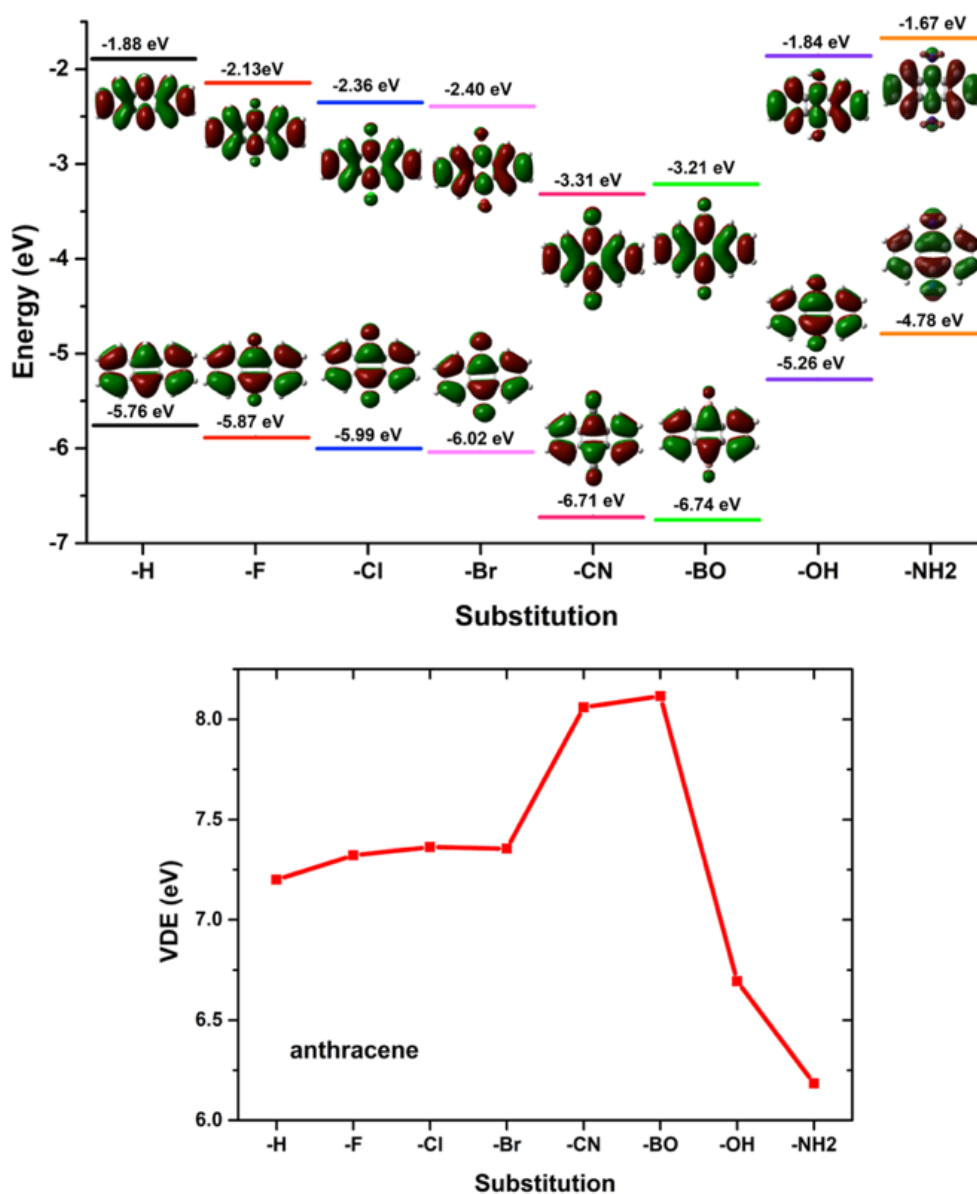 -1.67 eV
-1.88 eV
-1.84 eV
-2.13eV
-2.36 eV
-2.40 eV
-3.31 eV
-3.21 eV
-4.78 eV
-5.26 eV
-5.76 eV
-5.87 eV
-5.99 eV
-6.02 eV
-6.71 eV
-6.74 eV
Energy (eV)
-2
-3
-4
-5
-6
-7
-H -F -Cl -Br -CN -BO -OH -NH2
Substitution
VDE (eV)
8.0
7.5
7.0
6.5
6.0
anthracene
-H -F -Cl -Br -CN -BO -OH -NH2
Substitution